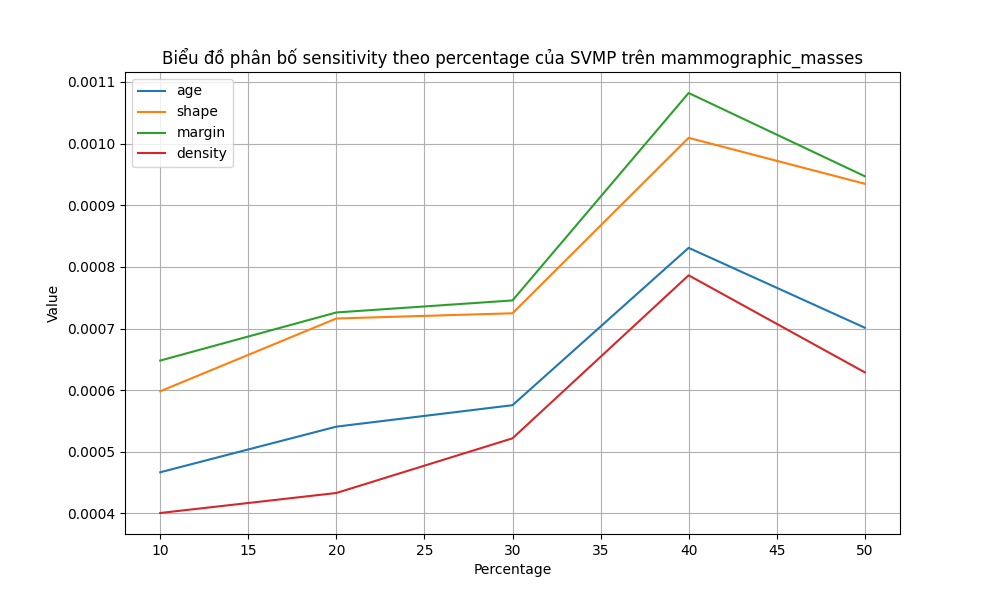 Biểu đồ phân bố sensitivity theo percentage của SVMP trên mammographic_masses
age
shape
margin
density
0.0011
0.0010
0.0009
0.0008
0.0007
0.0006
0.0005
0.0004
Value
10 15 20 25 30 35 40 45 50
Percentage